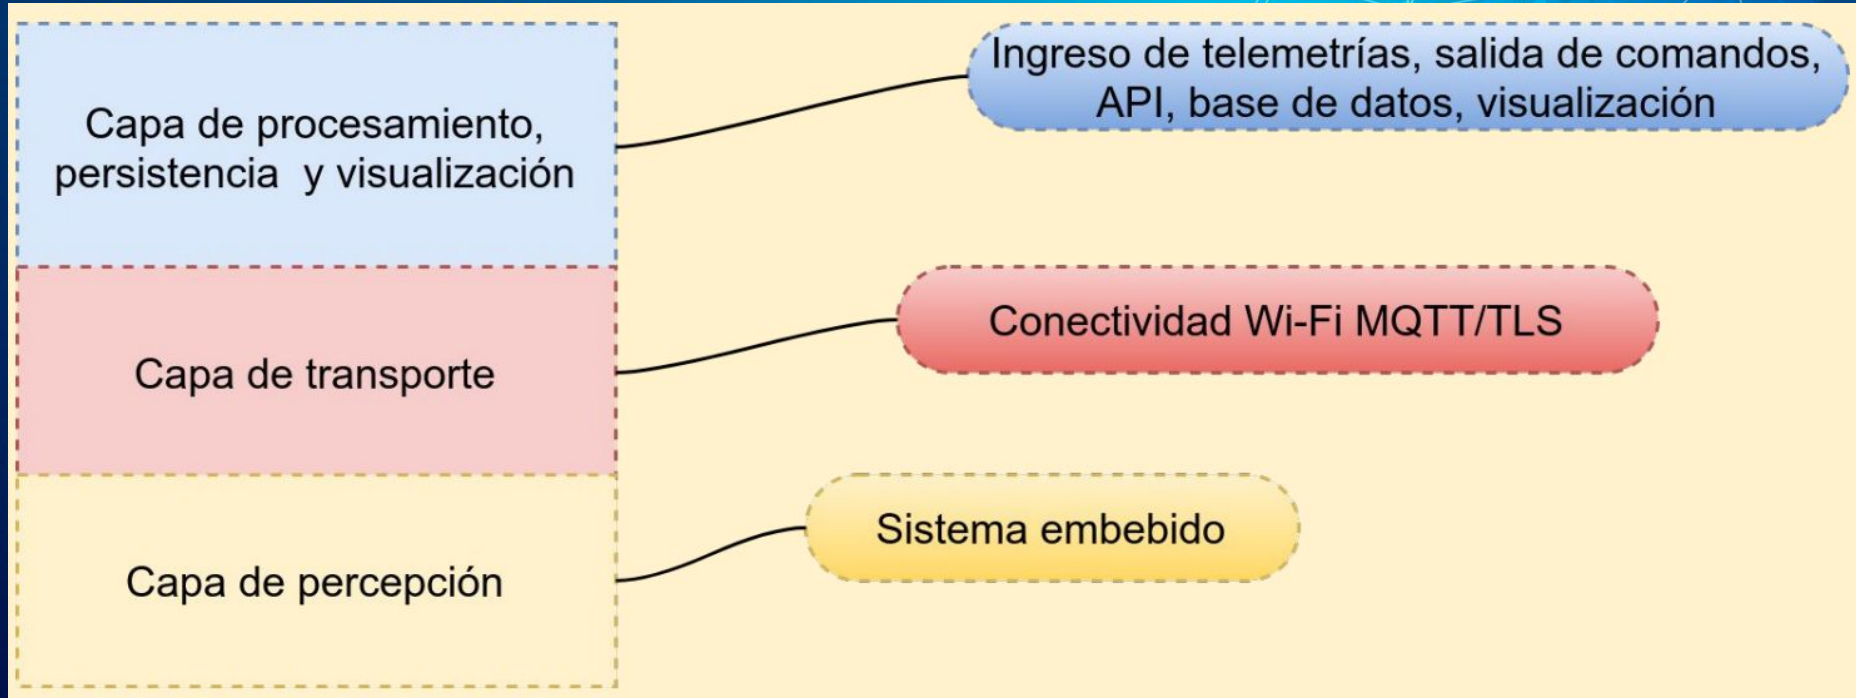 Capa de procesamiento,
persistencia y visualización
Ingreso de telemetrías, salida de comandos,
API, base de datos, visualización
Capa de transporte
Conectividad Wi-Fi MQTT/TLS
Capa de percepción
Sistema embebido